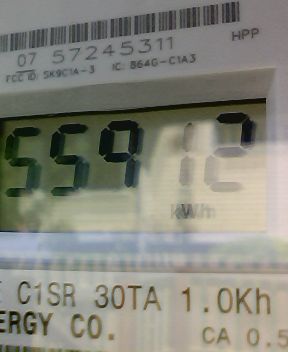 HPP
07 57245311
FCC ID: SK9C1A-3 IC: 864G-C1A3
55912
kWh
C1SR 30TA 1.0Kh
ERGY CO.
CA 0.5